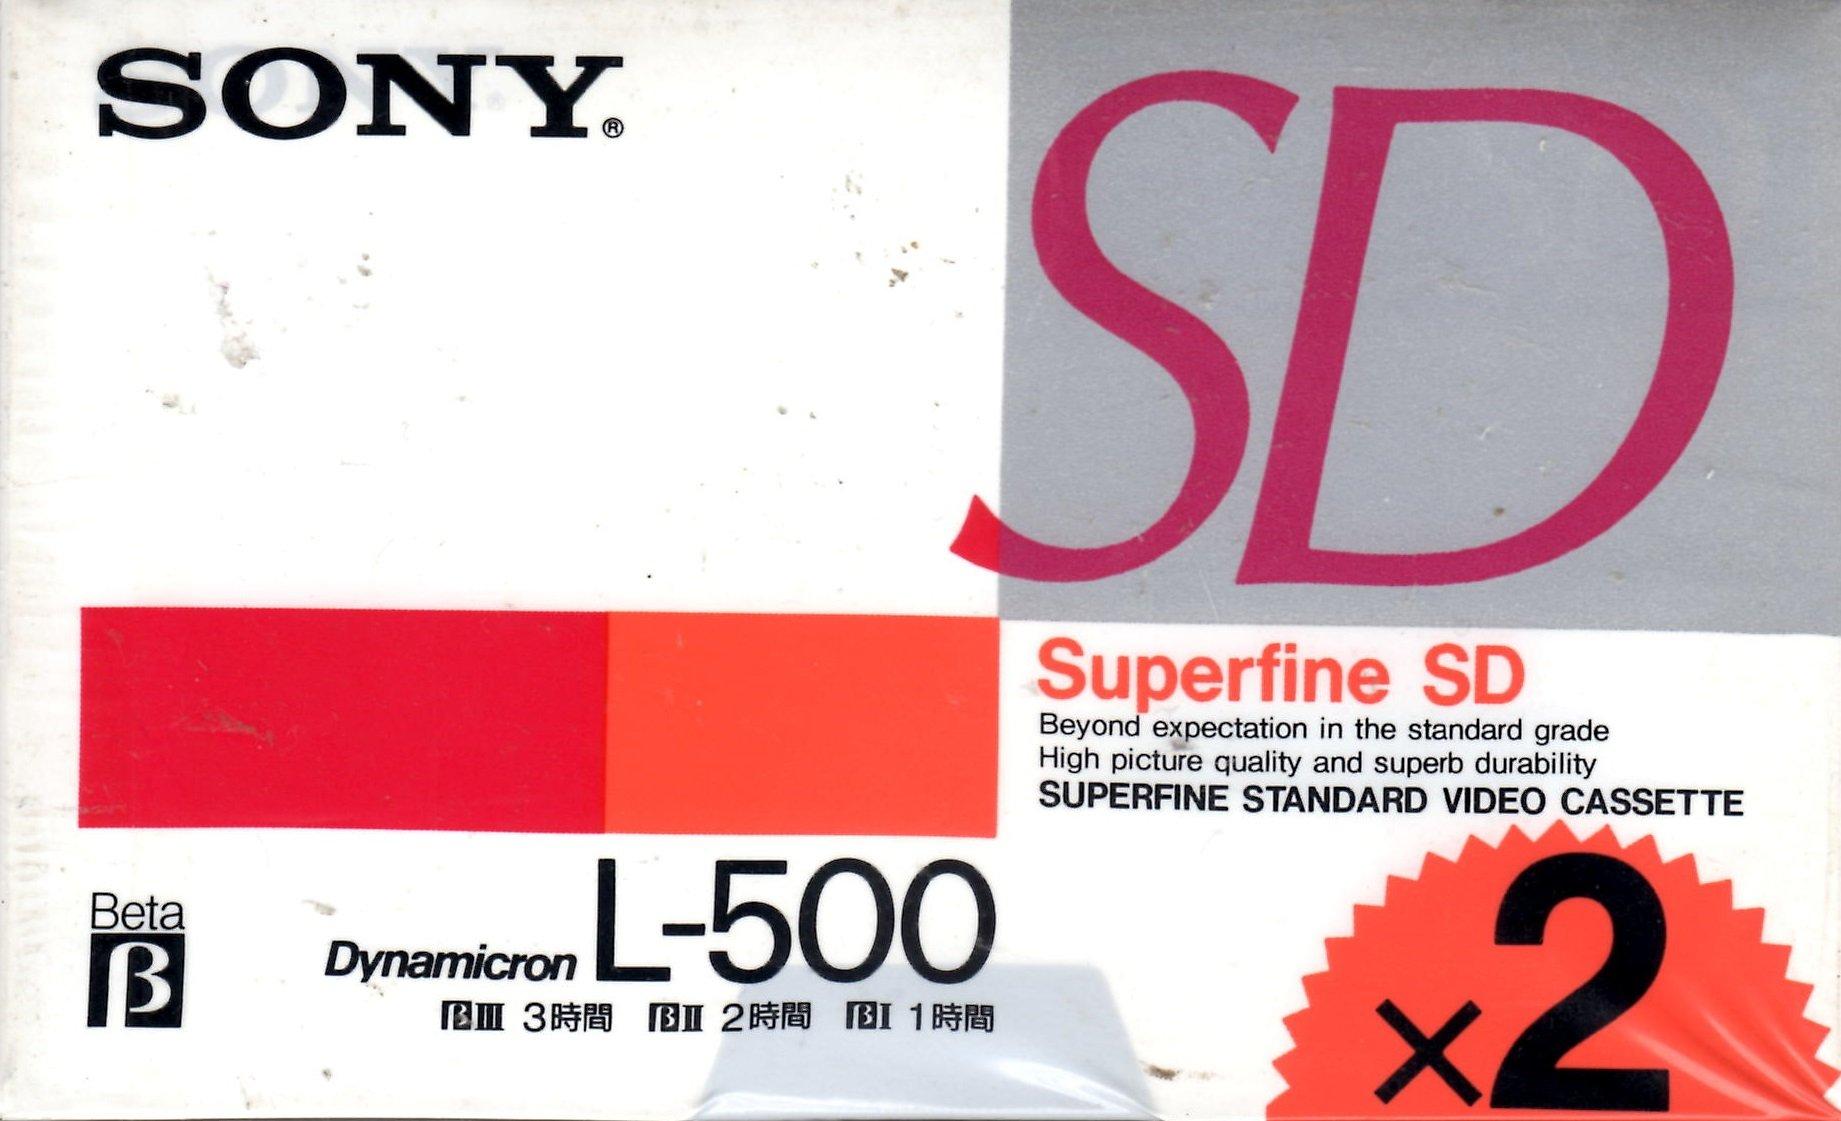 SONY®
SD
Superfine SD
Beyond expectation in the standard grade
High picture quality and superb durability
SUPERFINE STANDARD VIDEO CASSETTE
Beta
β
Dynamicron L-500
βIII 3時間 βII 2時間 βI 1時間
×2